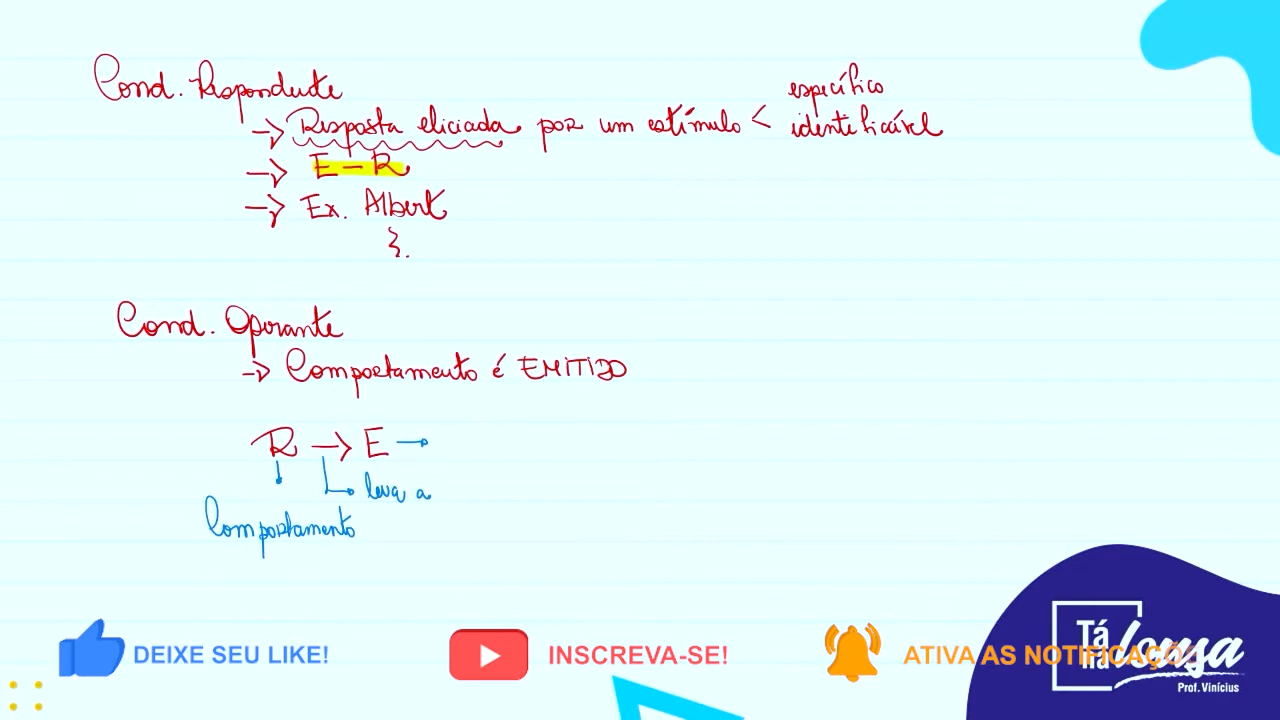 Cond. Respondente
→ Resposta eliciada por um estímulo < específico
identificável
→ E – R
→ Ex. Albert
Cond. Operante
→ Comportamento é EMITIDO
R → E →
leva a
Comportamento
DEIXE SEU LIKE!
INSCREVA-SE!
ATIVA AS NOTIFICAÇÕES
Tá na lousa
Prof. Vinícius